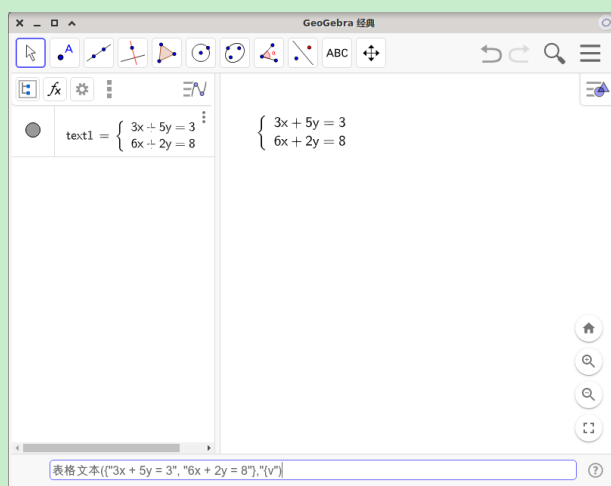 GeoGebra 经典
A
ABC
fx
text1 = { 3x + 5y = 3
6x + 2y = 8
{ 3x + 5y = 3
6x + 2y = 8
表格文本({"3x + 5y = 3", "6x + 2y = 8"},"{v")